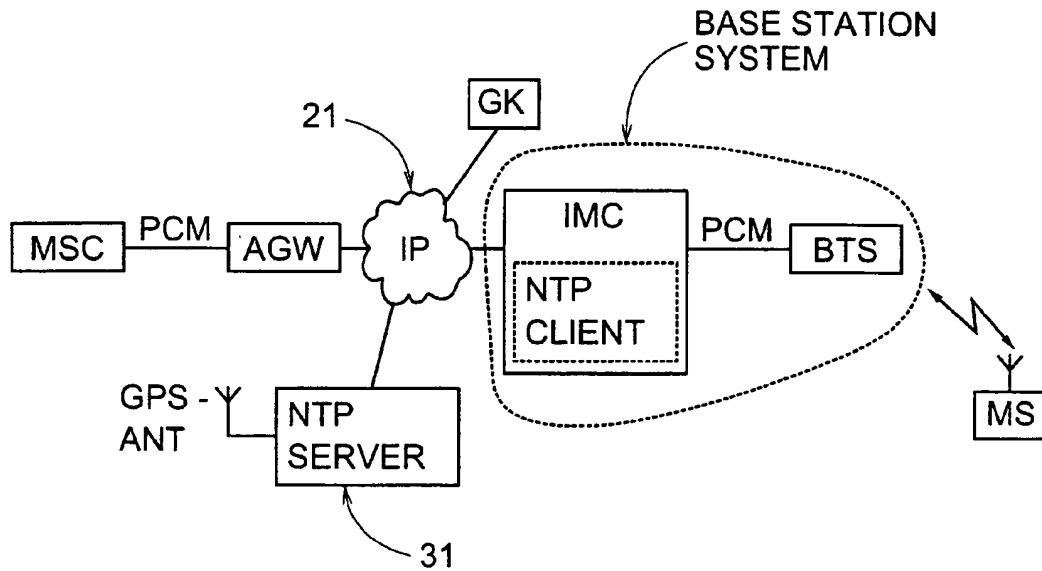 BASE STATION
SYSTEM
21
GK
MSC
PCM
AGW
IP
IMC
PCM
BTS
NTP
CLIENT
GPS -
ANT
NTP
SERVER
MS
31